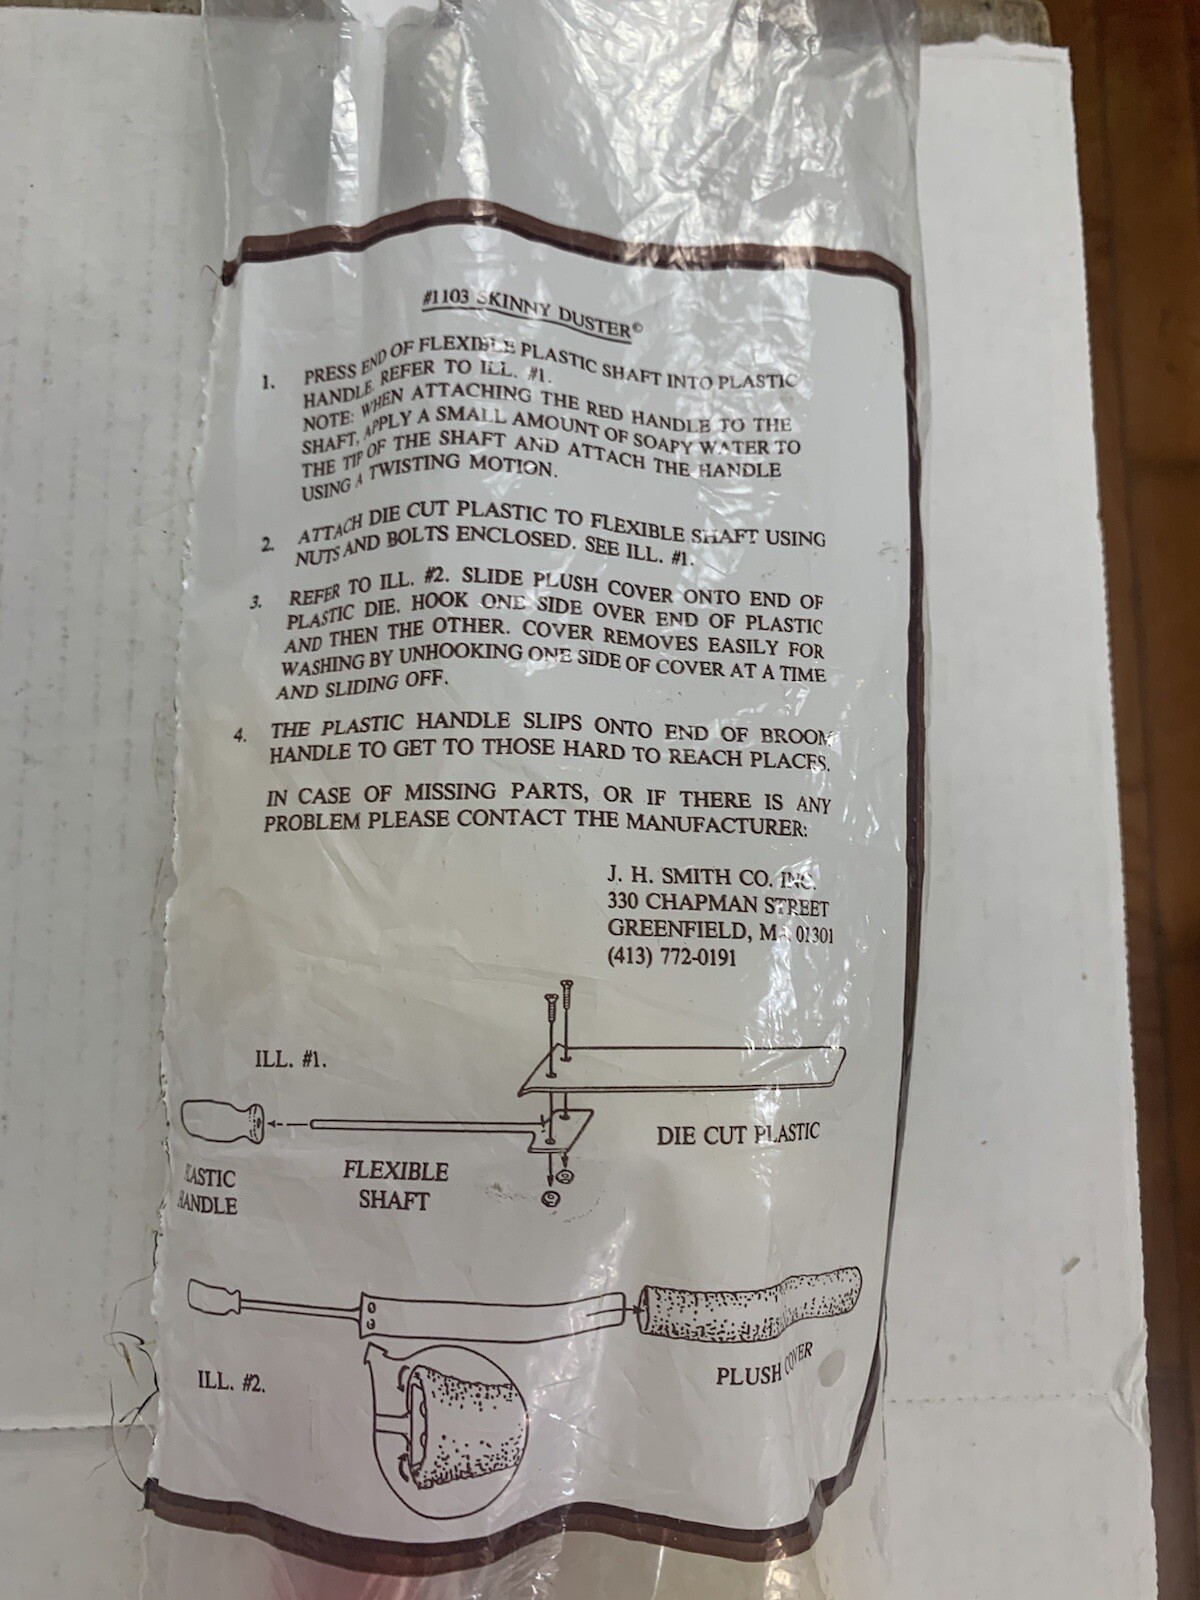 #1103 SKINNY DUSTER©
1. PRESS END OF FLEXIBLE PLASTIC SHAFT INTO PLASTIC
HANDLE. REFER TO ILL. #1.
NOTE: WHEN ATTACHING THE RED HANDLE TO THE
SHAFT, APPLY A SMALL AMOUNT OF SOAPY WATER TO
THE TIP OF THE SHAFT AND ATTACH THE HANDLE
USING A TWISTING MOTION.
2. ATTACH DIE CUT PLASTIC TO FLEXIBLE SHAFT USING
NUTS AND BOLTS ENCLOSED. SEE ILL. #1.
3. REFER TO ILL. #2. SLIDE PLUSH COVER ONTO END OF
PLASTIC DIE. HOOK ONE SIDE OVER END OF PLASTIC
AND THEN THE OTHER. COVER REMOVES EASILY FOR
WASHING BY UNHOOKING ONE SIDE OF COVER AT A TIME
AND SLIDING OFF.
4. THE PLASTIC HANDLE SLIPS ONTO END OF BROOM
HANDLE TO GET TO THOSE HARD TO REACH PLACES.
IN CASE OF MISSING PARTS, OR IF THERE IS ANY
PROBLEM PLEASE CONTACT THE MANUFACTURER:
J. H. SMITH CO. INC.
330 CHAPMAN STREET
GREENFIELD, MA 01301
(413) 772-0191
ILL. #1.
DIE CUT PLASTIC
PLASTIC
HANDLE
FLEXIBLE
SHAFT
ILL. #2.
PLUSH COVER